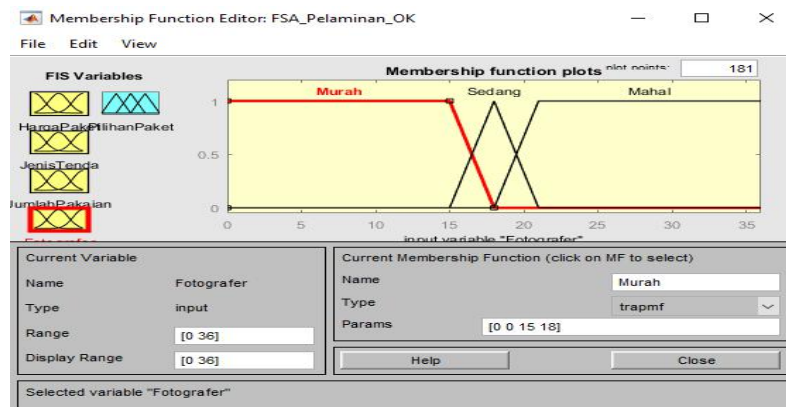 Membership Function Editor: FSA_Pelaminan_OK
File Edit View
FIS Variables
HargaPaket
PilihanPaket
JenisTenda
JumlahPakaian
Fotografer
Membership function plots
plot points:
181
Murah
Sedang
Mahal
1
0.5
0
0 5 10 15 20 25 30 35
input variable "Fotografer"
Current Variable
Name Fotografer
Type input
Range [0 36]
Display Range [0 36]
Current Membership Function (click on MF to select)
Name Murah
Type trapmf
Params [0 0 15 18]
Help Close
Selected variable "Fotografer"